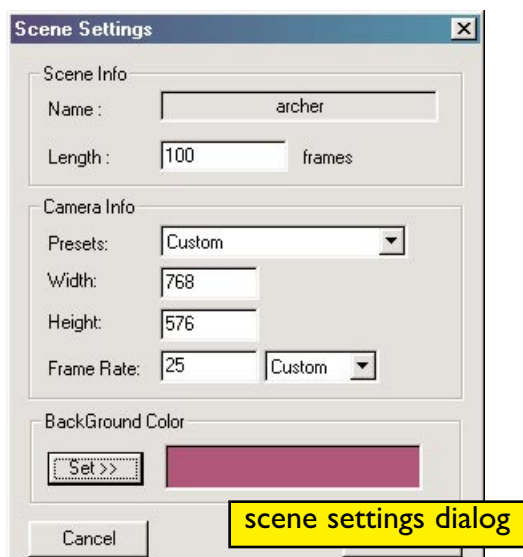 Scene Settings
Scene Info
Name :
archer
Length :
100
frames
Camera Info
Presets:
Custom
Width:
768
Height:
576
Frame Rate:
25
Custom
BackGround Color
Set >>
scene settings dialog
Cancel